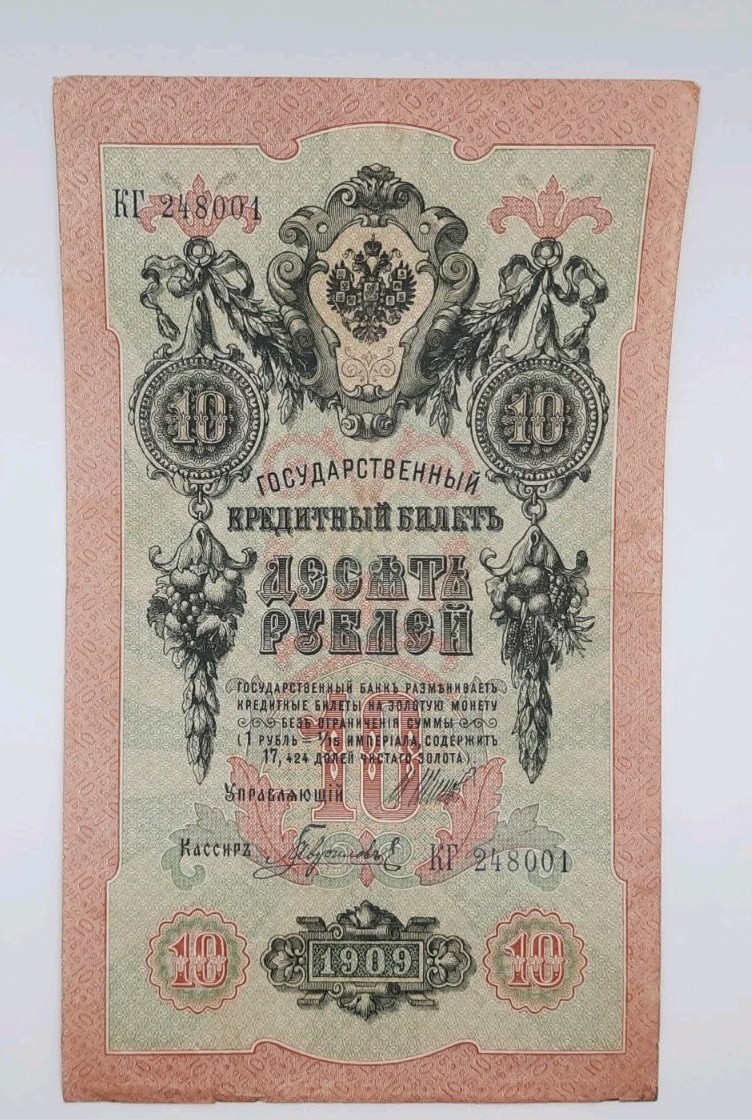 КГ 248001
10 10
ГОСУДАРСТВЕННЫЙ
КРЕДИТНЫЙ БИЛЕТЪ
ДЕСЯТЬ
РУБЛЕЙ
ГОСУДАРСТВЕННЫЙ БАНКЪ РАЗМѢНИВАЕТЪ
КРЕДИТНЫЕ БИЛЕТЫ НА ЗОЛОТУЮ МОНЕТУ
БЕЗЪ ОГРАНИЧЕНІЯ СУММЫ
(1 РУБЛЬ = 1/15 ИМПЕРІАЛА, СОДЕРЖИТЪ
17,424 ДОЛЕЙ ЧИСТАГО ЗОЛОТА).
10
УПРАВЛЯЮЩІЙ
КАССИРЪ
КГ 248001
10 1909 10